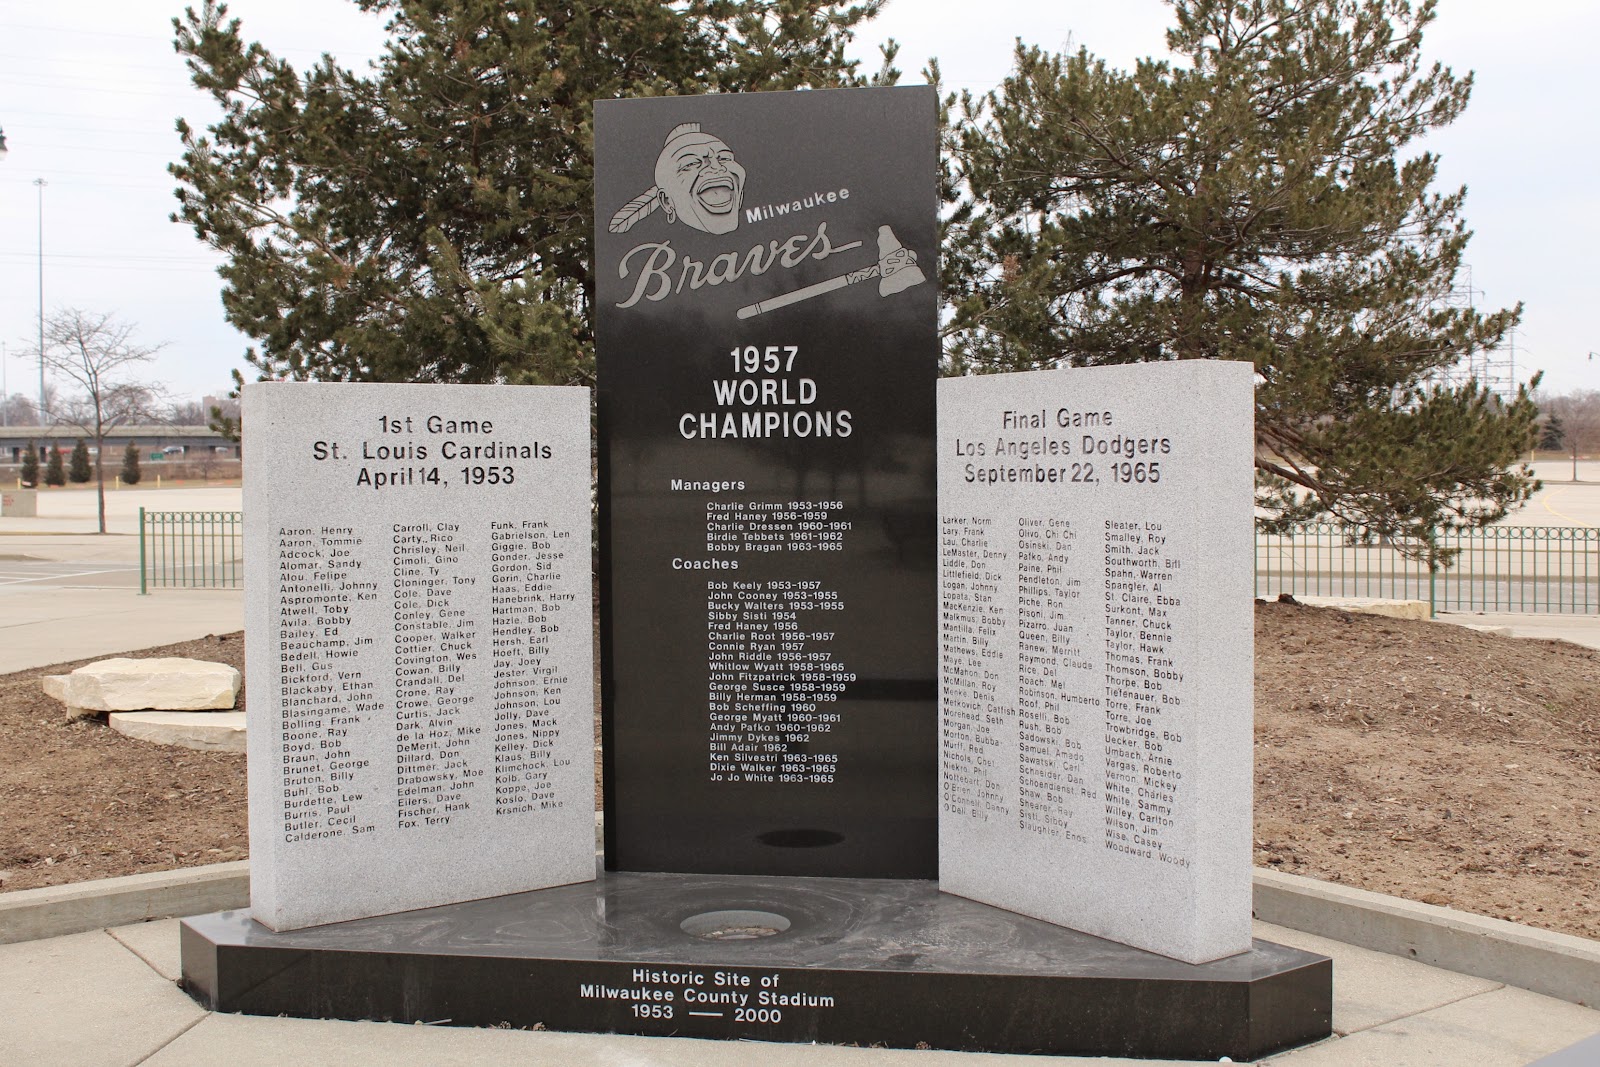 Milwaukee
Braves
1957
WORLD
CHAMPIONS
Managers
Charlie Grimm 1953-1956
Fred Haney 1956-1959
Charlie Dressen 1960-1961
Birdie Tebbets 1961-1962
Bobby Bragan 1963-1965
Coaches
Bob Keely 1953-1957
John Cooney 1953-1955
Bucky Walters 1953-1955
Sibby Sisti 1954
Fred Haney 1956
Charlie Root 1956-1957
Connie Ryan 1957
John Riddle 1956-1957
Whitlow Wyatt 1958-1965
John Fitzpatrick 1958-1959
George Susce 1958-1959
Billy Herman 1958-1959
Bob Scheffing 1960
George Myatt 1960-1961
Andy Pafko 1960-1962
Jimmy Dykes 1962
Bill Adair 1962
Ken Silvestri 1963-1965
Dixie Walker 1963-1965
Jo Jo White 1963-1965
1st Game
St. Louis Cardinals
April 14, 1953
Aaron, Henry
Aaron, Tommie
Adcock, Joe
Alomar, Sandy
Alou, Felipe
Antonelli, Johnny
Aspromonte, Ken
Atwell, Toby
Avila, Bobby
Bailey, Ed
Beauchamp, Jim
Bedell, Howie
Bell, Gus
Bickford, Vern
Blackaby, Ethan
Blanchard, John
Blasingame, Wade
Bolling, Frank
Boone, Ray
Boyd, Bob
Braun, John
Brunet, George
Bruton, Billy
Buhl, Bob
Burdette, Lew
Burris, Paul
Butler, Cecil
Calderone, Sam
Carroll, Clay
Carty, Rico
Chrisley, Neil
Cimoli, Gino
Cline, Ty
Cloninger, Tony
Cole, Dave
Cole, Dick
Conley, Gene
Constable, Jim
Cooper, Walker
Cottier, Chuck
Covington, Wes
Cowan, Billy
Crandall, Del
Crone, Ray
Crowe, George
Curtis, Jack
Dark, Alvin
de la Hoz, Mike
DeMerit, John
Dillard, Don
Dittmer, Jack
Drabowsky, Moe
Edelman, John
Eilers, Dave
Fischer, Hank
Fox, Terry
Funk, Frank
Gabrielson, Len
Giggie, Bob
Gonder, Jesse
Gordon, Sid
Gorin, Charlie
Haas, Eddie
Hanebrink, Harry
Hartman, Bob
Hazle, Bob
Hendley, Bob
Hersh, Earl
Hoeft, Billy
Jay, Joey
Jester, Virgil
Johnson, Ernie
Johnson, Ken
Johnson, Lou
Jolly, Dave
Jones, Mack
Jones, Nippy
Kelley, Dick
Klaus, Billy
Klimchock, Lou
Kolb, Gary
Koppe, Joe
Koslo, Dave
Krsnich, Mike
Final Game
Los Angeles Dodgers
September 22, 1965
Larker, Norm
Lary, Frank
Lau, Charlie
LeMaster, Denny
Liddle, Don
Littlefield, Dick
Logan, Johnny
Lopata, Stan
MacKenzie, Ken
Malkmus, Bobby
Mantilla, Felix
Martin, Billy
Mathews, Eddie
Maye, Lee
McMahon, Don
McMillan, Roy
Menke, Denis
Metkovich, Catfish
Morehead, Seth
Morgan, Joe
Morton, Bubba
Murff, Red
Nichols, Chet
Niekro, Phil
Nottebart, Don
O'Brien, Johnny
O'Connell, Danny
O'Dell, Billy
Oliver, Gene
Olivo, Chi Chi
Osinski, Dan
Pafko, Andy
Paine, Phil
Pendleton, Jim
Phillips, Taylor
Piche, Ron
Pisoni, Jim
Pizarro, Juan
Queen, Billy
Ranew, Merritt
Raymond, Claude
Rice, Del
Roach, Mel
Robinson, Humberto
Roof, Phil
Roselli, Bob
Rush, Bob
Sadowski, Bob
Samuel, Amado
Sawatski, Carl
Schneider, Dan
Schoendienst, Red
Shaw, Bob
Shearer, Ray
Sisti, Sibby
Slaughter, Enos
Sleater, Lou
Smalley, Roy
Smith, Jack
Southworth, Bill
Spahn, Warren
Spangler, Al
St. Claire, Ebba
Surkont, Max
Tanner, Chuck
Taylor, Bennie
Taylor, Hawk
Thomas, Frank
Thomson, Bobby
Thorpe, Bob
Tiefenauer, Bob
Torre, Frank
Torre, Joe
Trowbridge, Bob
Uecker, Bob
Umbach, Arnie
Vargas, Roberto
Vernon, Mickey
White, Charles
White, Sammy
Willey, Carlton
Wilson, Jim
Wise, Casey
Woodward, Woody
Historic Site of
Milwaukee County Stadium
1953 — 2000